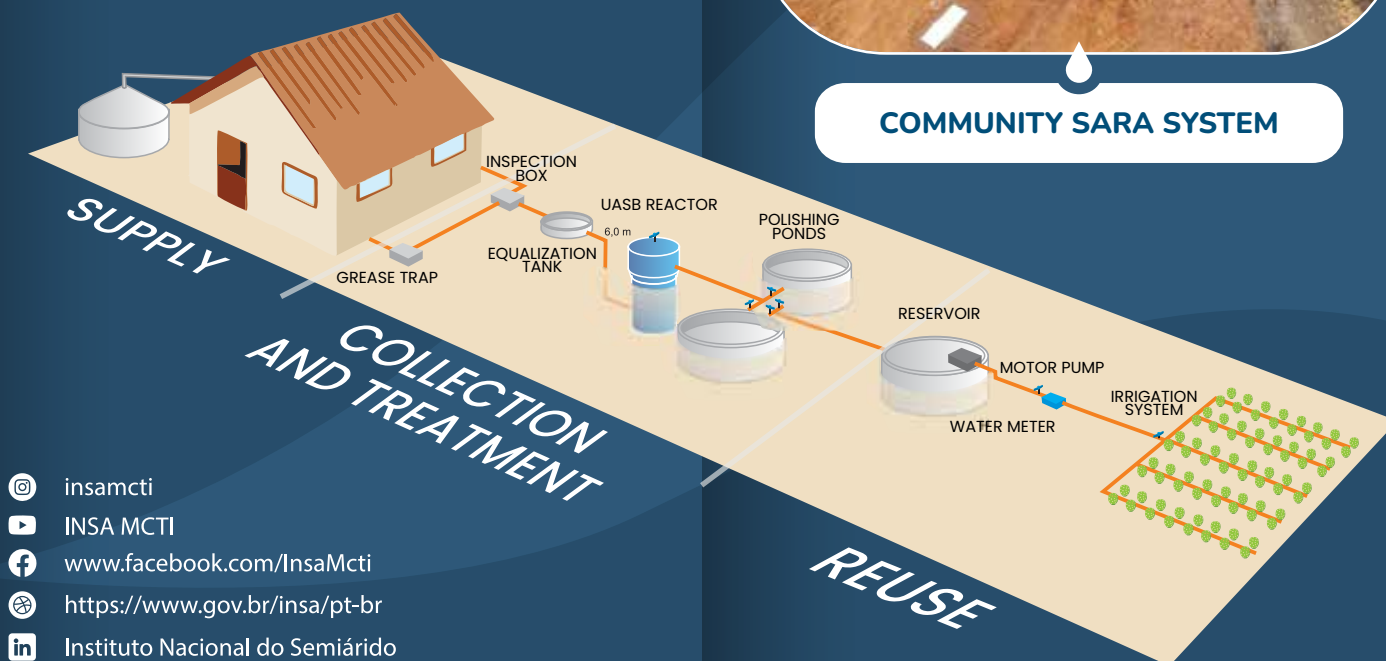 COMMUNITY SARA SYSTEM
INSPECTION
BOX
UASB REACTOR
6,0 m
POLISHING
PONDS
EQUALIZATION
TANK
GREASE TRAP
RESERVOIR
MOTOR PUMP
IRRIGATION
SYSTEM
WATER METER
SUPPLY
COLLECTION
AND TREATMENT
REUSE
insamcti
INSA MCTI
www.facebook.com/InsaMcti
https://www.gov.br/insa/pt-br
in
Instituto Nacional do Semiárido